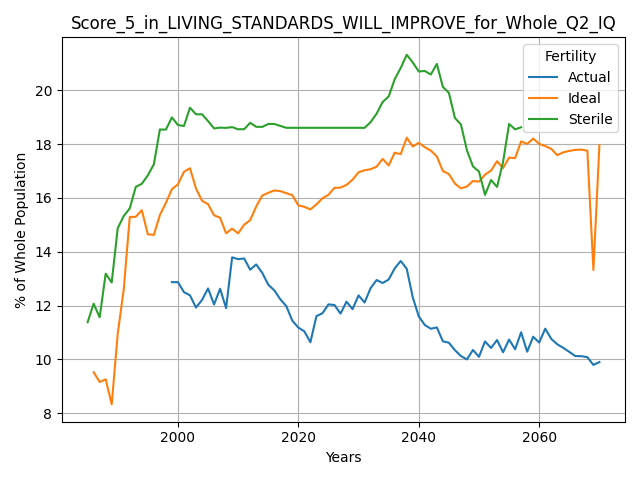 Score_5_in_LIVING_STANDARDS_WILL_IMPROVE_for_Whole_Q2_IQ
Fertility
Actual
Ideal
Sterile
% of Whole Population
20
18
16
14
12
10
8
2000 2020 2040 2060
Years